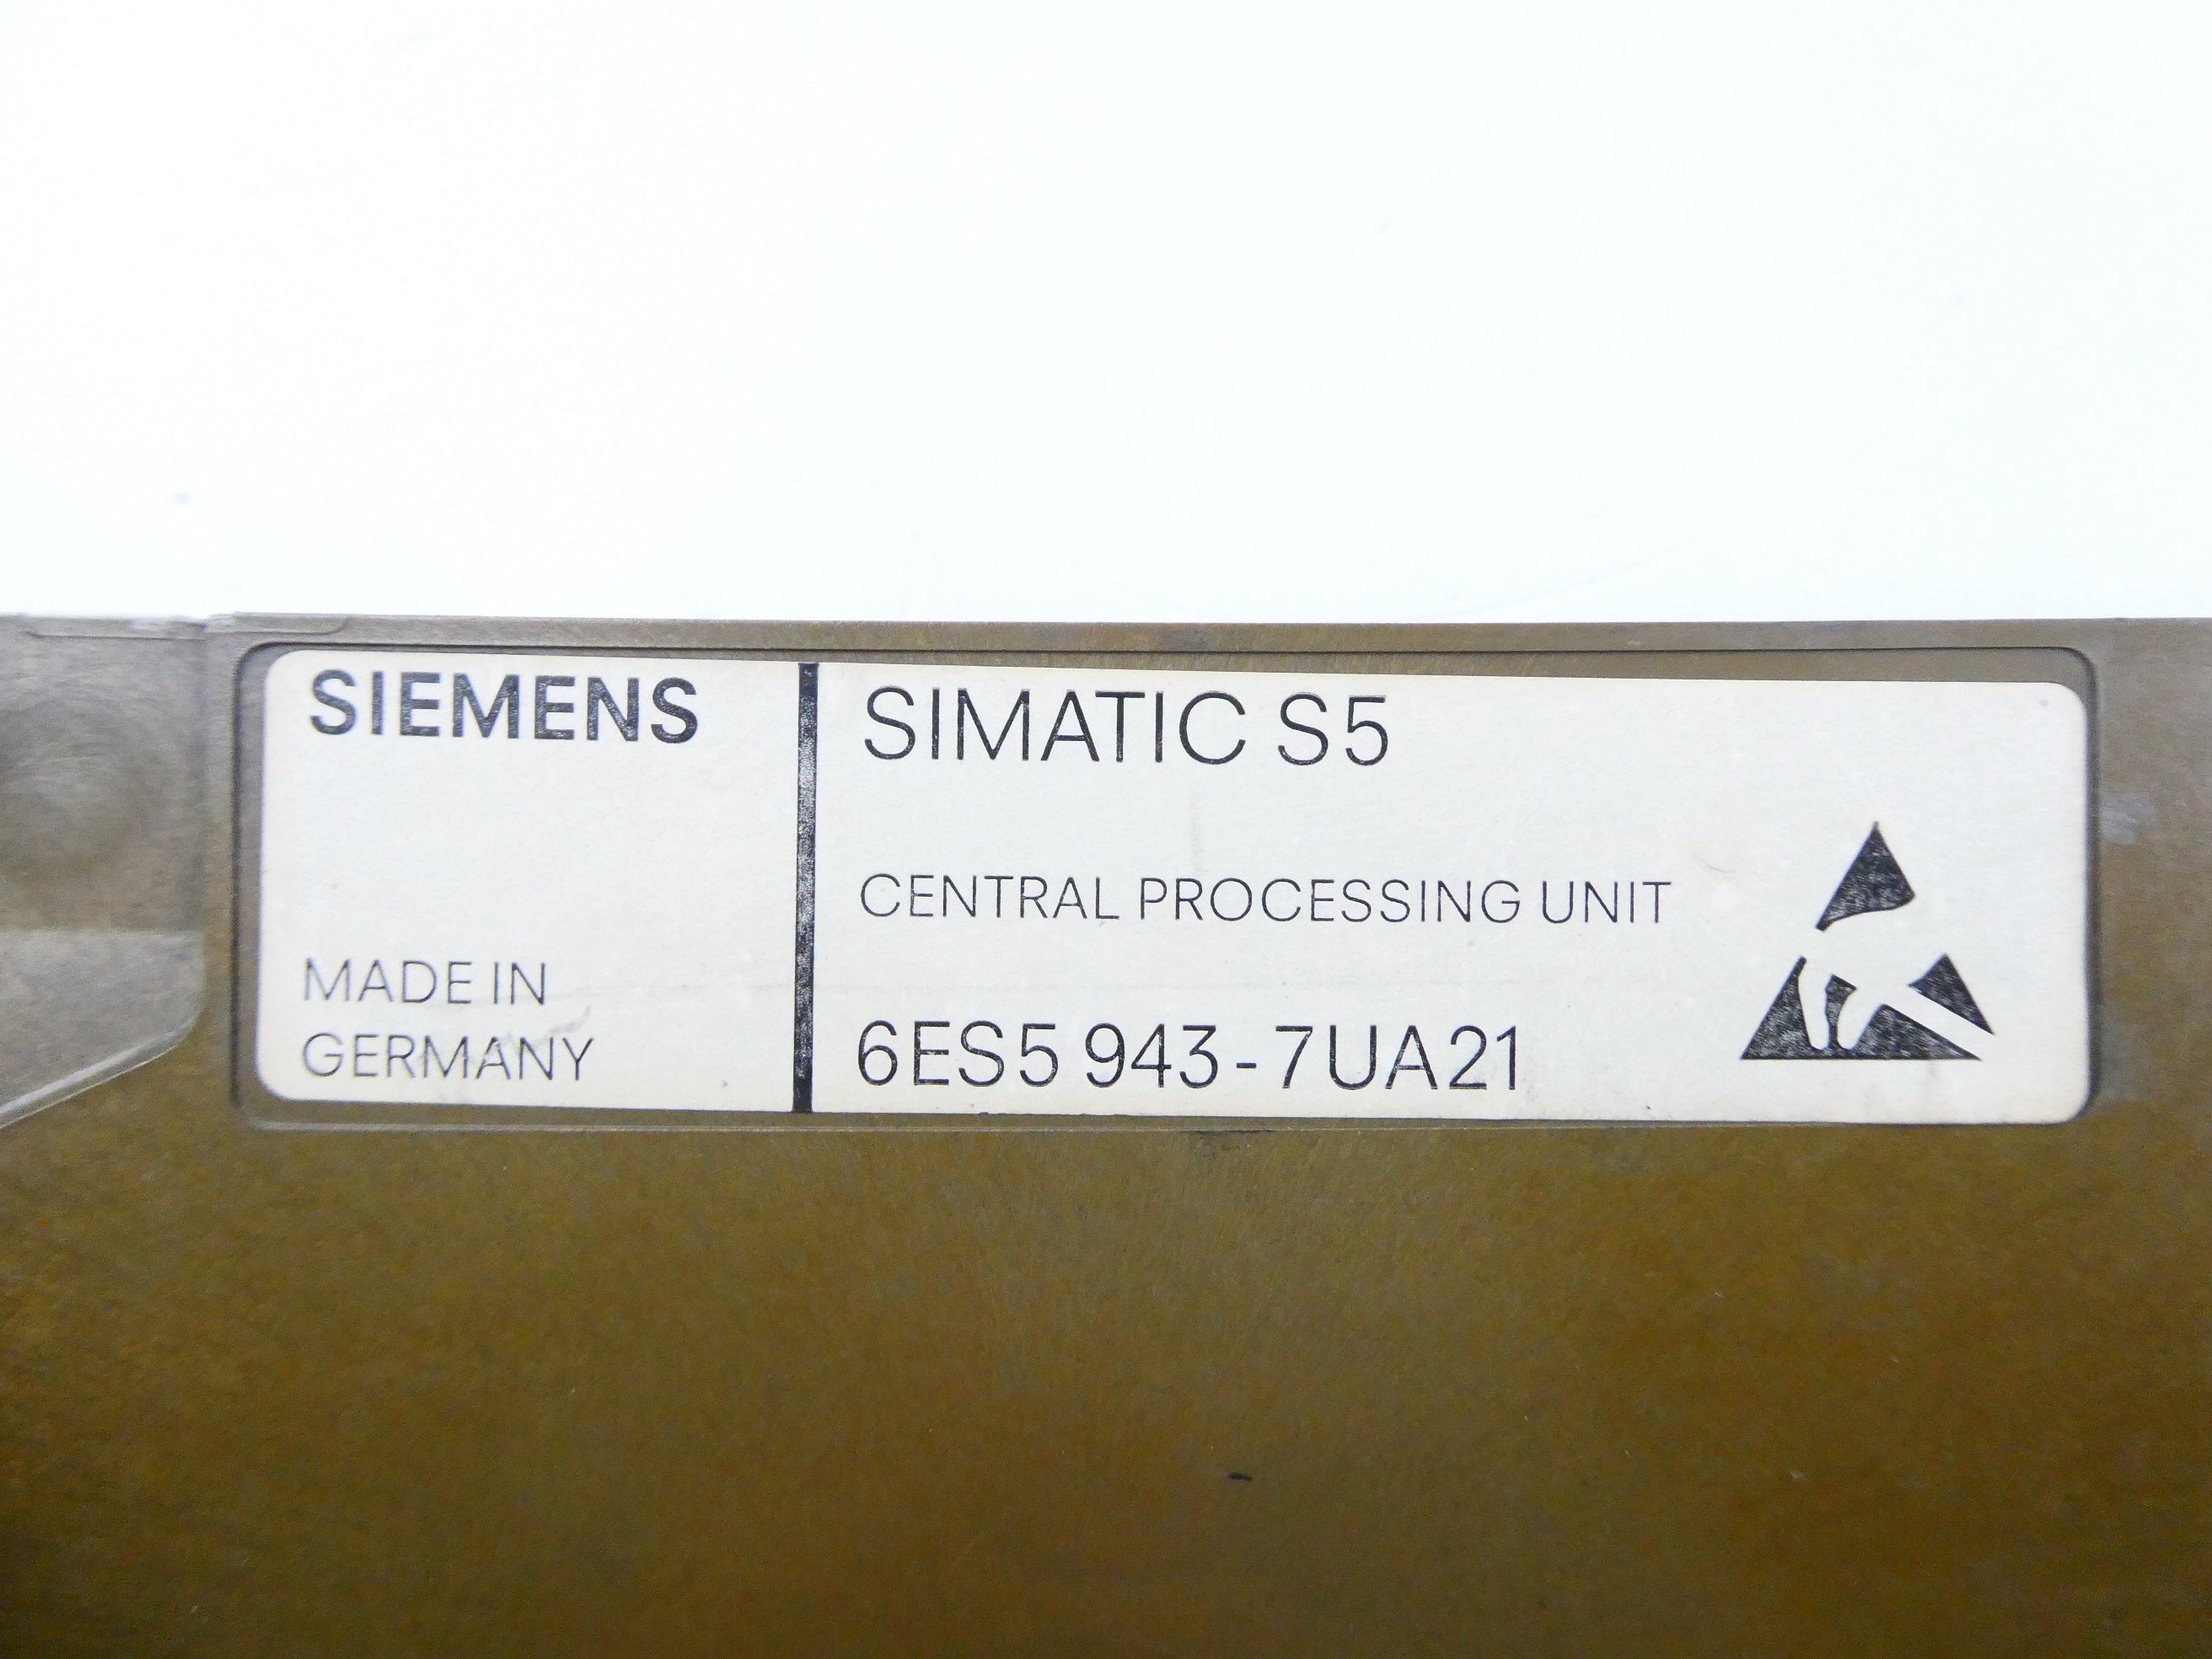 SIEMENS
MADE IN
GERMANY
SIMATIC S5
CENTRAL PROCESSING UNIT
6ES5 943-7UA21